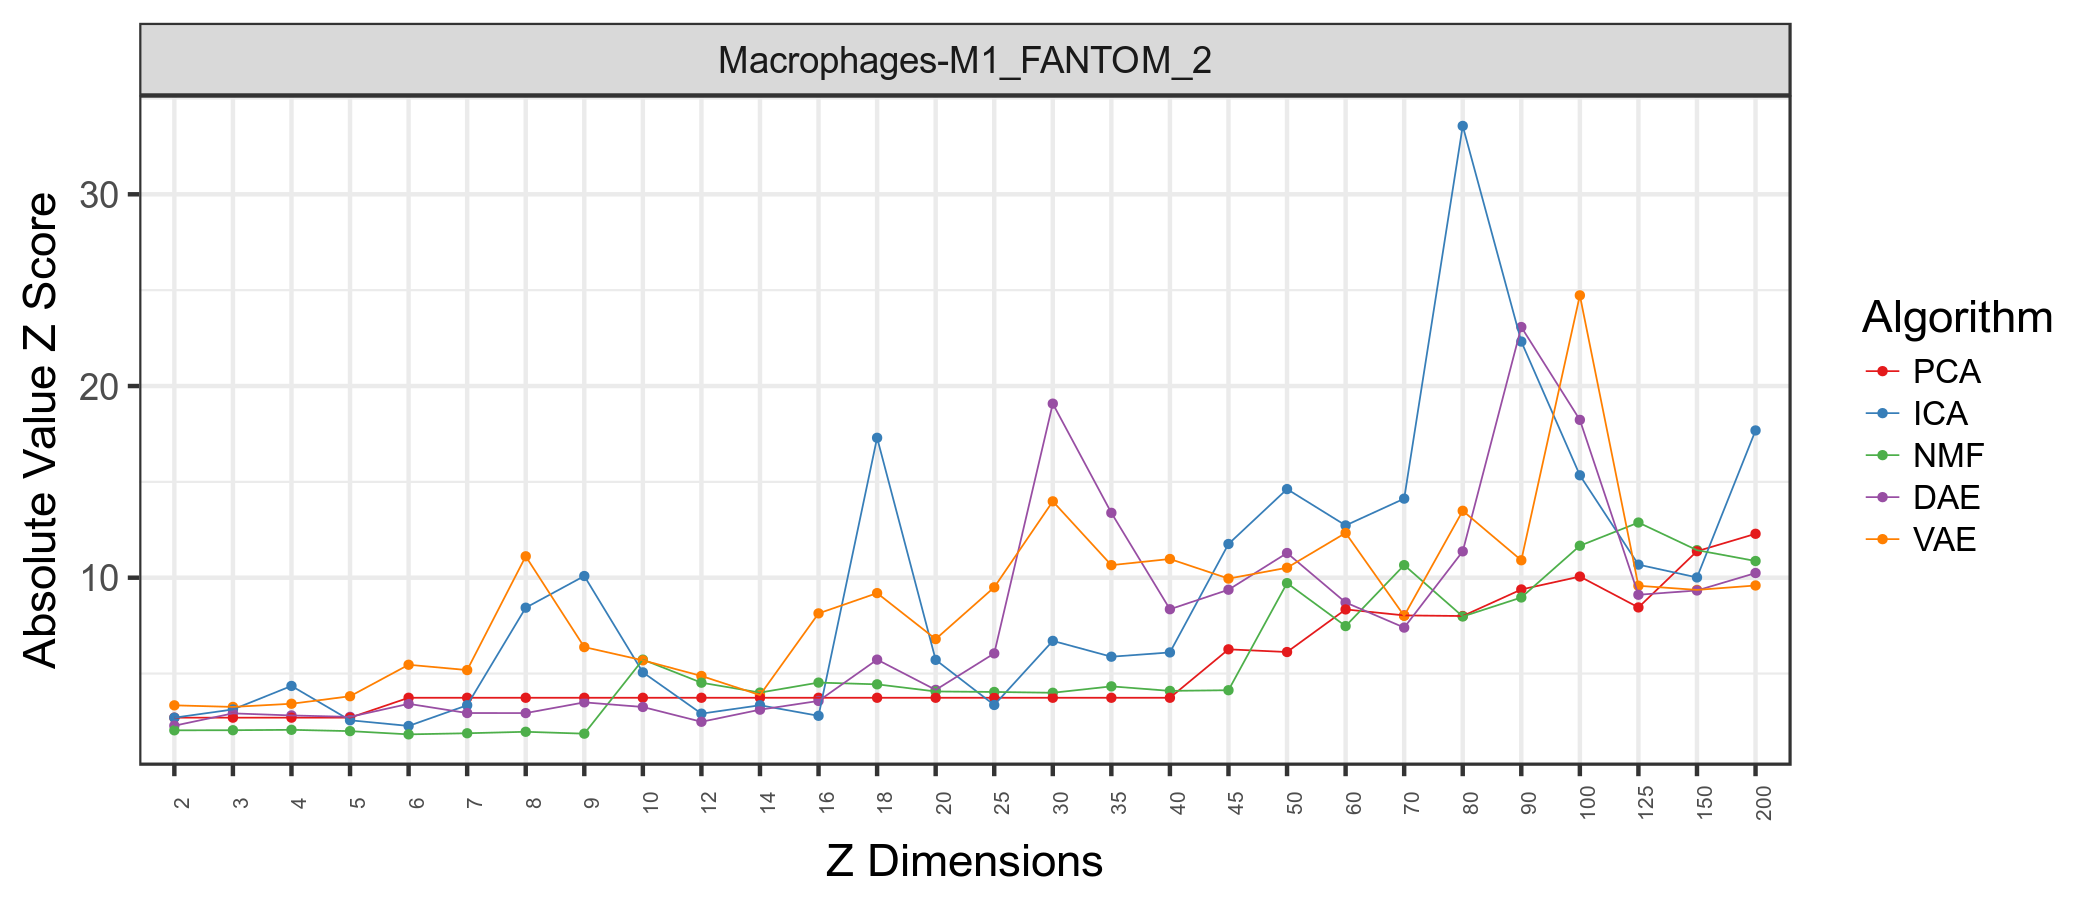 Macrophages-M1_FANTOM_2
Absolute Value Z Score
30
20
10
2 3 4 5 6 7 8 9 10 12 14 16 18 20 25 30 35 40 45 50 60 70 80 90 100 125 150 200
Z Dimensions
Algorithm
PCA
ICA
NMF
DAE
VAE